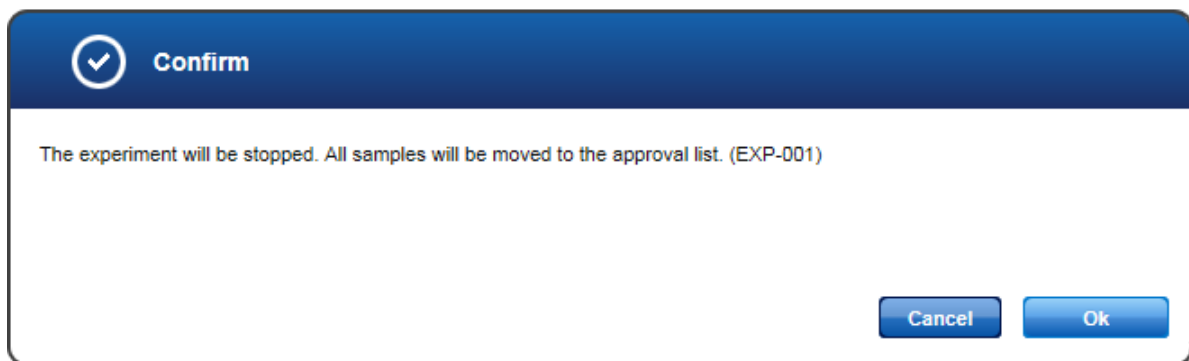 Confirm
The experiment will be stopped. All samples will be moved to the approval list. (EXP-001)
Cancel Ok